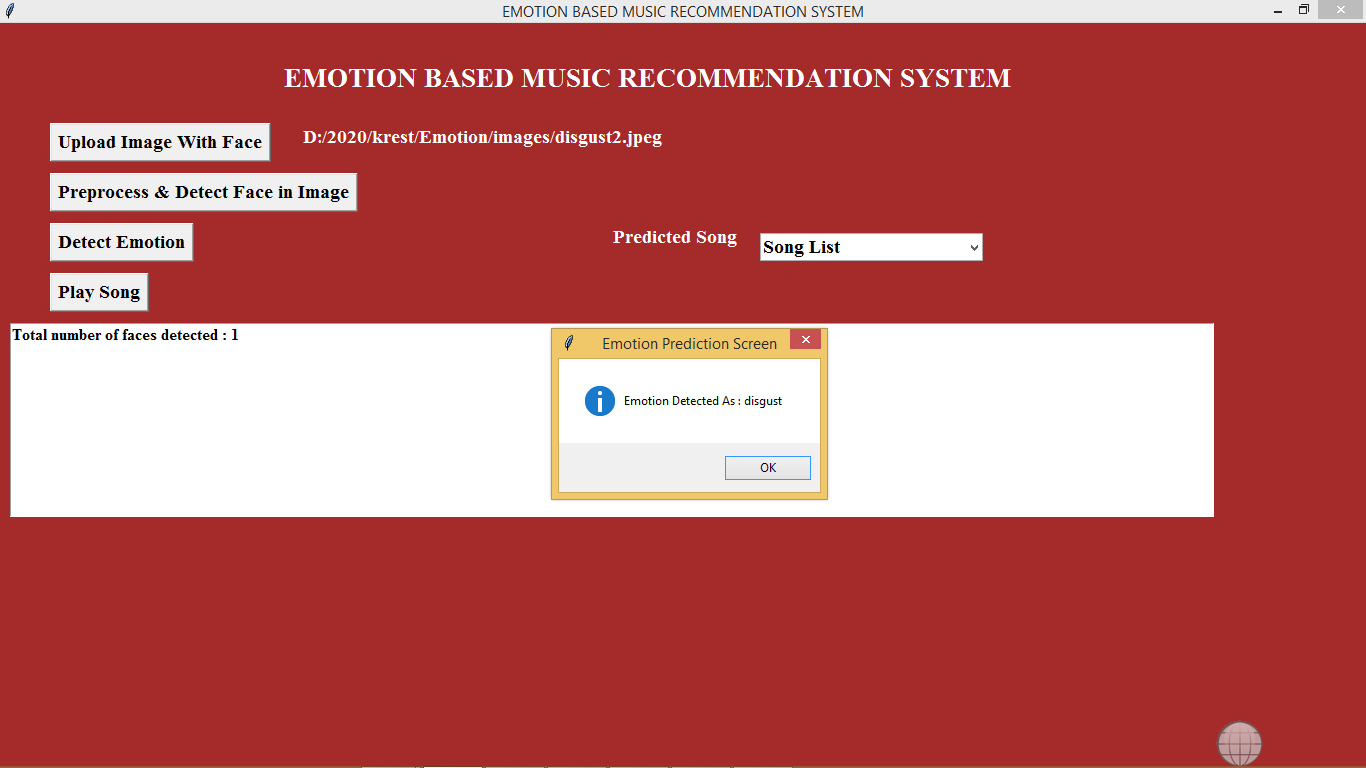 EMOTION BASED MUSIC RECOMMENDATION SYSTEM
EMOTION BASED MUSIC RECOMMENDATION SYSTEM
Upload Image With Face D:/2020/krest/Emotion/images/disgust2.jpeg
Preprocess & Detect Face in Image
Detect Emotion Predicted Song Song List
Play Song
Total number of faces detected : 1
Emotion Prediction Screen
Emotion Detected As : disgust
OK